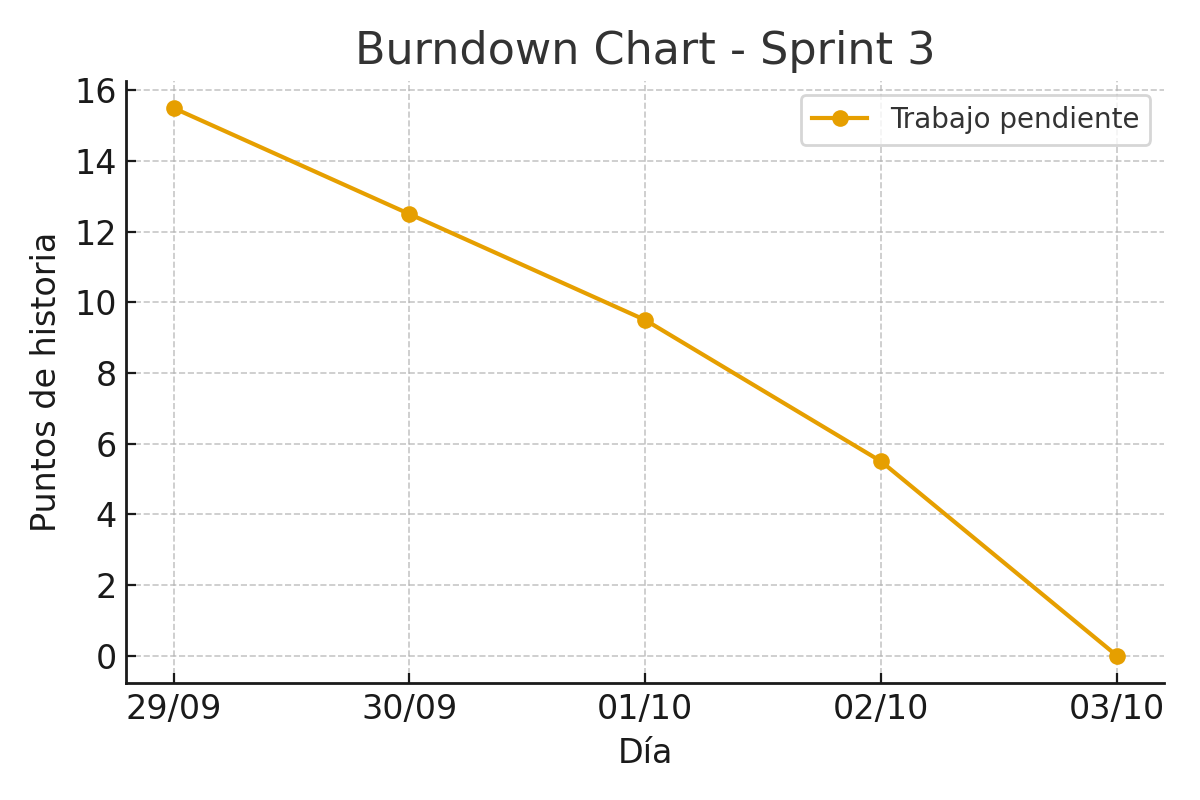 Burndown Chart - Sprint 3
Trabajo pendiente
Puntos de historia
16
14
12
10
8
6
4
2
0
29/09 30/09 01/10 02/10 03/10
Día